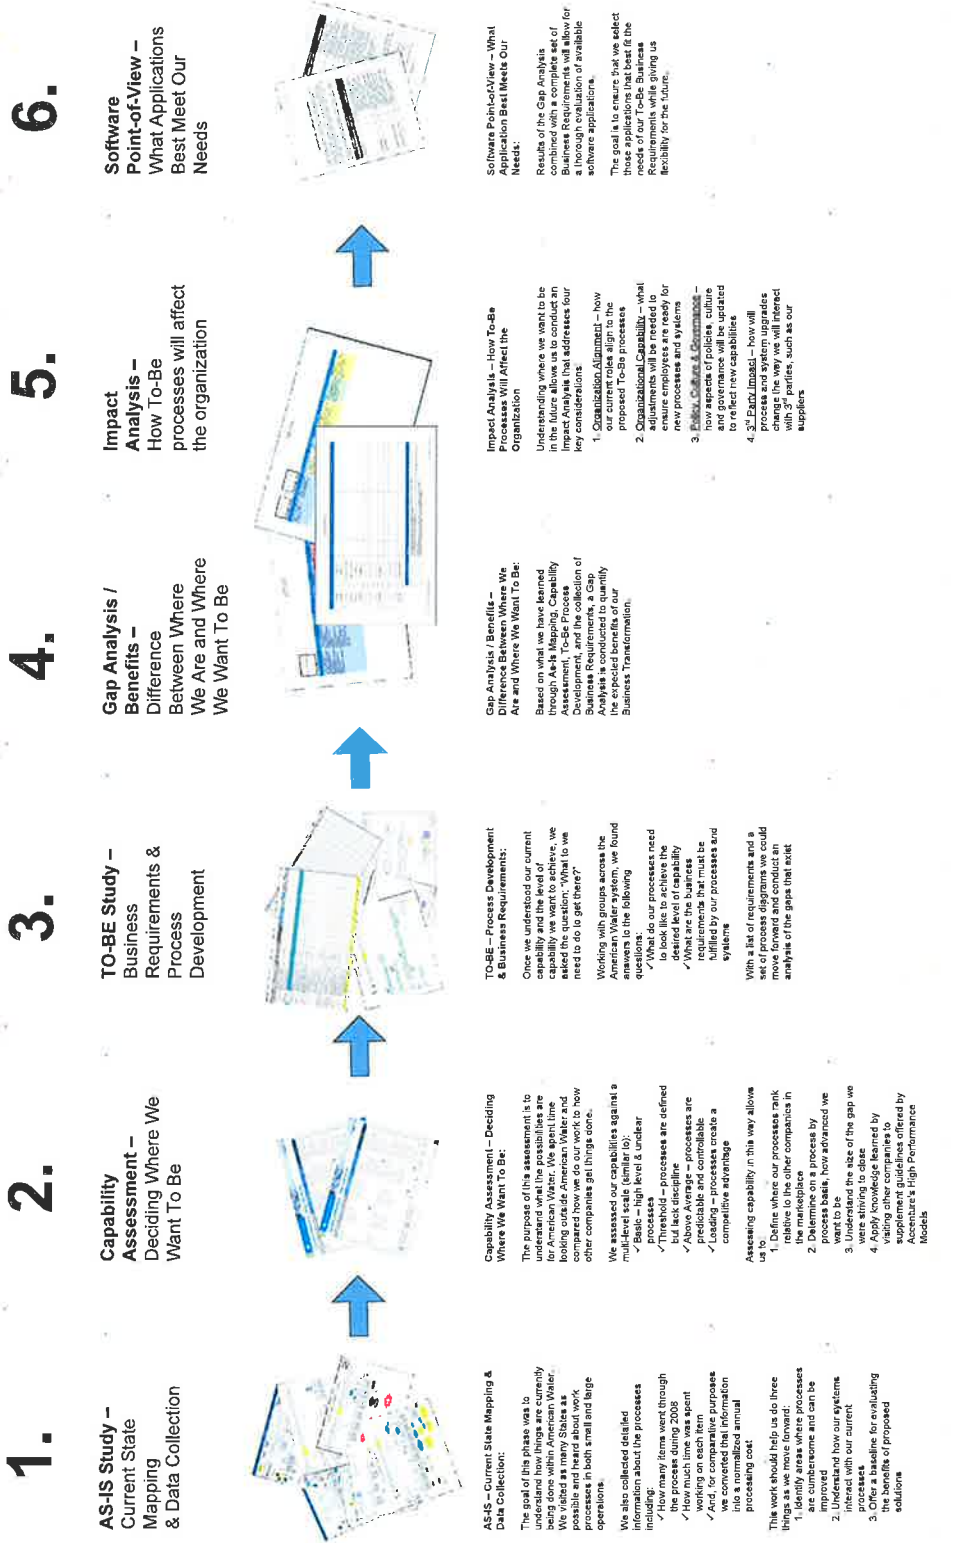 1.
AS-IS Study –
Current State
Mapping
& Data Collection
AS-IS – Current State Mapping &
Data Collection:
The goal of this phase was to
understand how things are currently
being done within American Water.
We visited as many States as
possible and heard about work
processes in both small and large
operations.
We also collected detailed
information about the processes
including:
✓ How many items went through
the process during 2008
✓ How much time was spent
working on each item
✓ And, for comparative purposes
we converted that information
into a normalized annual
processing cost
This work should help us do three
things as we move forward:
1. Identify areas where processes
are cumbersome and can be
improved
2. Understand how our systems
interact with our current
processes
3. Offer a baseline for evaluating
the benefits of proposed
solutions
2.
Capability
Assessment –
Deciding Where We
Want To Be
Capability Assessment – Deciding
Where We Want To Be:
The purpose of this assessment is to
understand what the possibilities are
for American Water. We spent time
looking outside American Water and
compared how we do our work to how
other companies get things done.
We assessed our capabilities against a
multi-level scale (similar to):
✓ Basic – high level & unclear
processes
✓ Threshold – processes are defined
but lack discipline
✓ Above Average – processes are
predictable and controllable
✓ Leading – processes create a
competitive advantage
Assessing capability in this way allows
us to:
1. Define where our processes rank
relative to the other companies in
the marketplace
2. Determine on a process by
process basis, how advanced we
want to be
3. Understand the size of the gap we
were striving to close
4. Apply knowledge learned by
visiting other companies to
supplement guidelines offered by
Accenture's High Performance
Models
3.
TO-BE Study –
Business
Requirements &
Process
Development
TO-BE – Process Development
& Business Requirements:
Once we understood our current
capability and the level of
capability we want to achieve, we
asked the question; "What to we
need to do to get there?"
Working with groups across the
American Water system, we found
answers to the following
questions:
✓ What do our processes need
to look like to achieve the
desired level of capability
✓ What are the business
requirements that must be
fulfilled by our processes and
systems
With a list of requirements and a
set of process diagrams we could
move forward and conduct an
analysis of the gaps that exist
4.
Gap Analysis /
Benefits –
Difference
Between Where
We Are and Where
We Want To Be
Gap Analysis / Benefits –
Difference Between Where We
Are and Where We Want To Be:
Based on what we have learned
through As-Is Mapping, Capability
Assessment, To-Be Process
Development, and the collection of
Business Requirements, a Gap
Analysis is conducted to quantify
the expected benefits of our
Business Transformation.
5.
Impact
Analysis –
How To-Be
processes will affect
the organization
Impact Analysis – How To-Be
Processes Will Affect the
Organization
Understanding where we want to be
in the future allows us to conduct an
Impact Analysis that addresses four
key considerations:
1. Organization Alignment – how
our current roles align to the
proposed To-Be processes
2. Organizational Capability – what
adjustments will be needed to
ensure employees are ready for
new processes and systems
3. Policy, Culture & Governance –
how aspects of policies, culture
and governance will be updated
to reflect new capabilities
4. 3rd Party Impact – how will
process and system upgrades
change the way we will interact
with 3rd parties, such as our
suppliers
6.
Software
Point-of-View –
What Applications
Best Meet Our
Needs
Software Point-of-View – What
Application Best Meets Our
Needs:
Results of the Gap Analysis
combined with a complete set of
Business Requirements will allow for
a thorough evaluation of available
software applications.
The goal is to ensure that we select
those applications that best fit the
needs of our To-Be Business
Requirements while giving us
flexibility for the future.